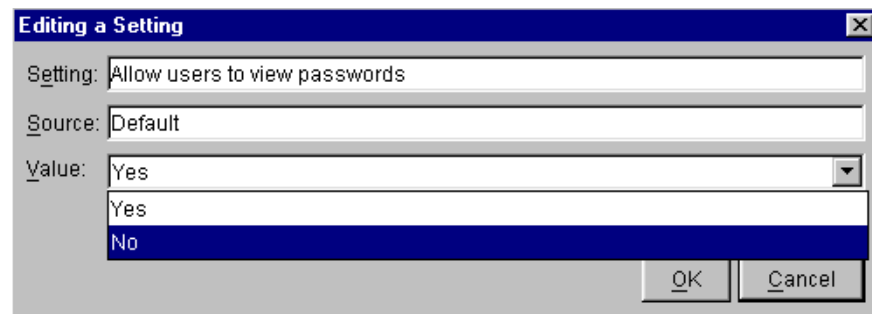 Editing a Setting
Setting: Allow users to view passwords
Source: Default
Value: Yes
Yes
No
OK Cancel